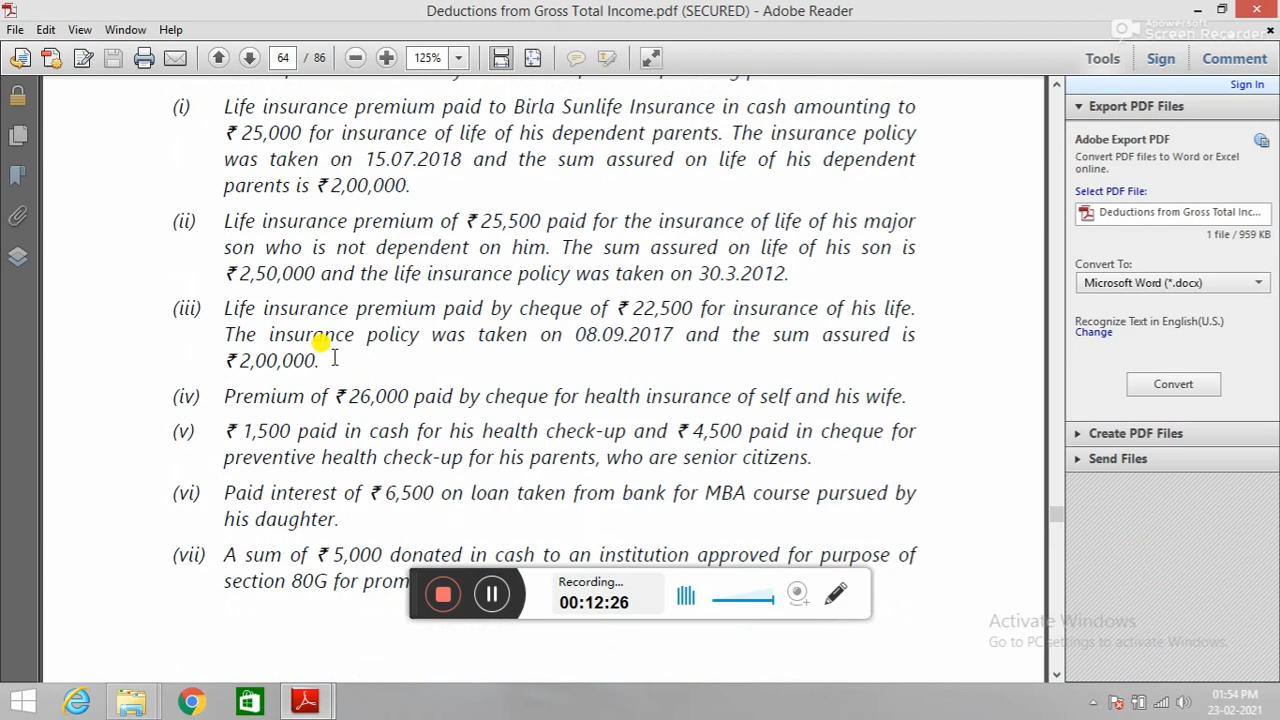 Deductions from Gross Total Income.pdf (SECURED) - Adobe Reader
File Edit View Window Help
Apowersoft
Screen Recorder
64 / 86 125% Tools Sign Comment
Sign In
(i) Life insurance premium paid to Birla Sunlife Insurance in cash amounting to
₹ 25,000 for insurance of life of his dependent parents. The insurance policy
was taken on 15.07.2018 and the sum assured on life of his dependent
parents is ₹ 2,00,000.
(ii) Life insurance premium of ₹ 25,500 paid for the insurance of life of his major
son who is not dependent on him. The sum assured on life of his son is
₹ 2,50,000 and the life insurance policy was taken on 30.3.2012.
(iii) Life insurance premium paid by cheque of ₹ 22,500 for insurance of his life.
The insurance policy was taken on 08.09.2017 and the sum assured is
₹ 2,00,000.
(iv) Premium of ₹ 26,000 paid by cheque for health insurance of self and his wife.
(v) ₹ 1,500 paid in cash for his health check-up and ₹ 4,500 paid in cheque for
preventive health check-up for his parents, who are senior citizens.
(vi) Paid interest of ₹ 6,500 on loan taken from bank for MBA course pursued by
his daughter.
(vii) A sum of ₹ 5,000 donated in cash to an institution approved for purpose of
section 80G for prom
Recording...
00:12:26
Export PDF Files
Adobe Export PDF
Convert PDF files to Word or Excel
online.
Select PDF File:
Deductions from Gross Total Inc...
1 file / 959 KB
Convert To:
Microsoft Word (*.docx)
Recognize Text in English(U.S.)
Change
Convert
Create PDF Files
Send Files
Activate Windows
Go to PC settings to activate Windows.
01:54 PM
23-02-2021